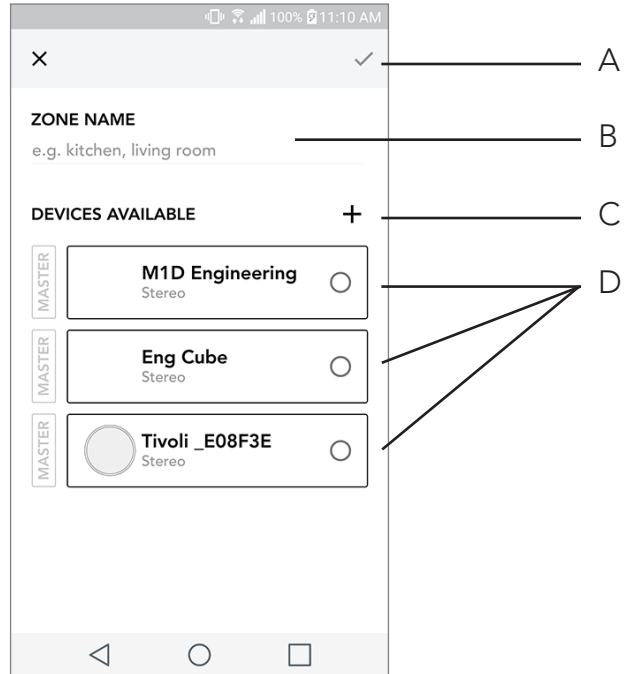 100% 11:10 AM
A
ZONE NAME
B
e.g. kitchen, living room
DEVICES AVAILABLE
C
MASTER
M1D Engineering
Stereo
D
MASTER
Eng Cube
Stereo
MASTER
Tivoli _E08F3E
Stereo